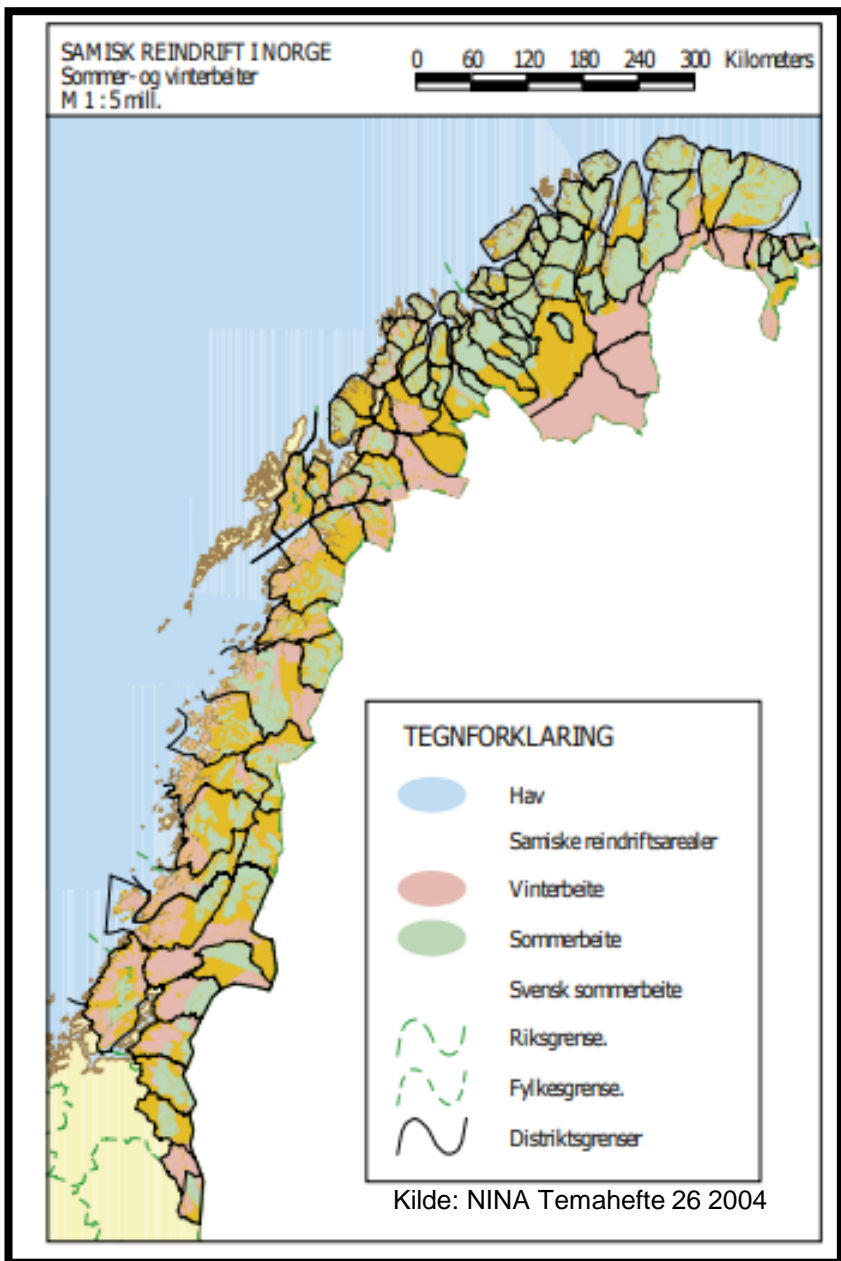 SAMISK REINDRIFT I NORGE
Sommer- og vinterbeiter
M 1 : 5 mill.
0 60 120 180 240 300 Kilometers
TEGNFORKLARING
Hav
Samiske reindriftsarealer
Vinterbeite
Sommerbeite
Svensk sommerbeite
Riksgrense.
Fylkesgrense.
Distriktsgrenser
Kilde: NINA Temahefte 26 2004